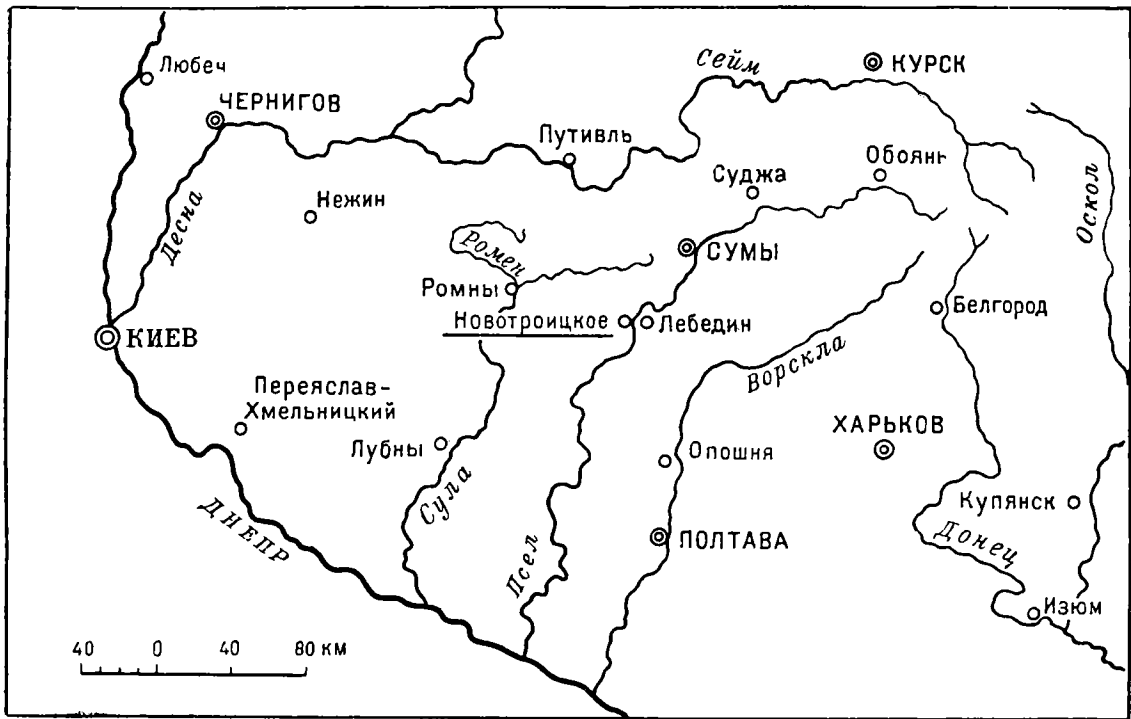 Любеч
ЧЕРНИГОВ
Сейм
КУРСК
Путивль
Обоянь
Суджа
Нежин
Десна
Оскол
Ромен
СУМЫ
Ромны
Новотроицкое
Лебедин
Белгород
КИЕВ
Ворскла
Переяслав-
Хмельницкий
Лубны
ХАРЬКОВ
Опошня
Сула
Купянск
ДНЕПР
Псел
ПОЛТАВА
Донец
Изюм
40 0 40 80 км